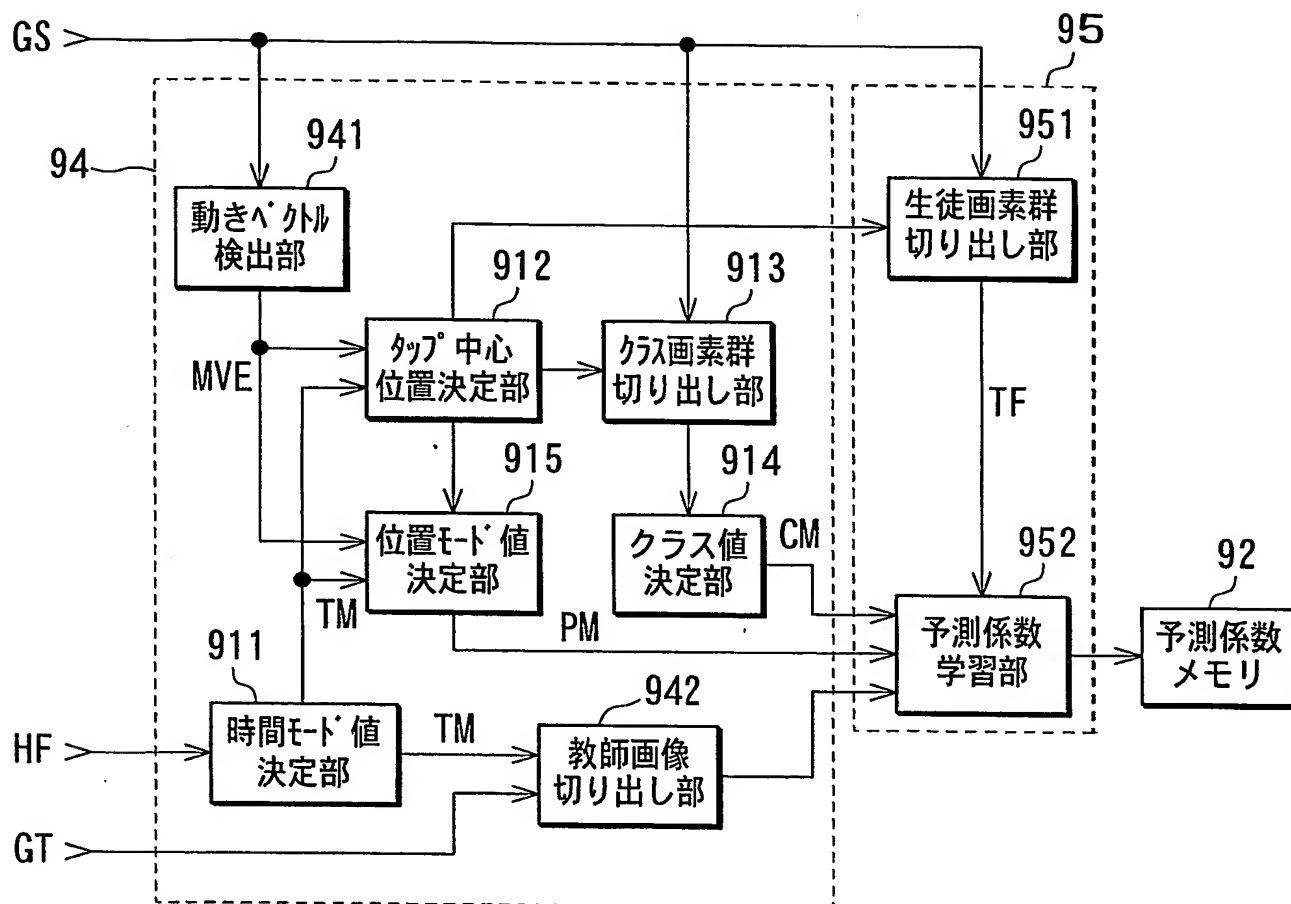 GS
95
94
941
動きベクトル
検出部
951
生徒画素群
切り出し部
912
タップ中心
位置決定部
913
クラス画素群
切り出し部
MVE
TF
915
位置モード値
決定部
914
クラス値
決定部
CM
952
予測係数
学習部
92
予測係数
メモリ
TM
PM
911
時間モード値
決定部
TM
942
教師画像
切り出し部
HF
GT